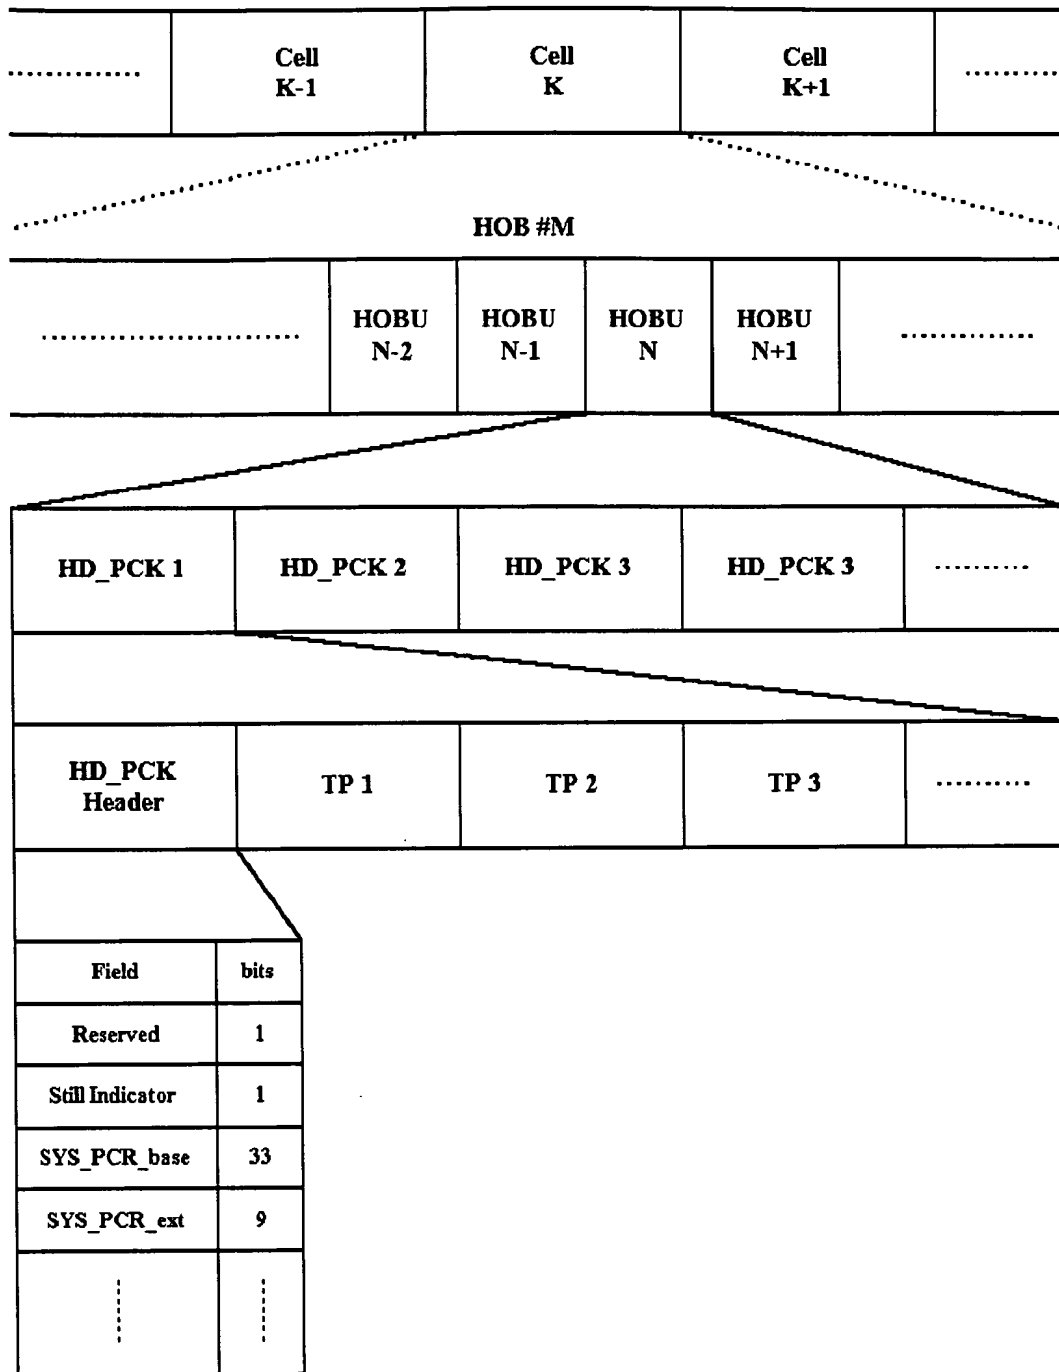 Cell Cell Cell
K-1 K K+1
HOB #M
HOBU HOBU HOBU HOBU
N-2 N-1 N N+1
HD_PCK 1 HD_PCK 2 HD_PCK 3 HD_PCK 3
HD_PCK
Header TP 1 TP 2 TP 3
Field bits
Reserved 1
Still Indicator 1
SYS_PCR_base 33
SYS_PCR_ext 9